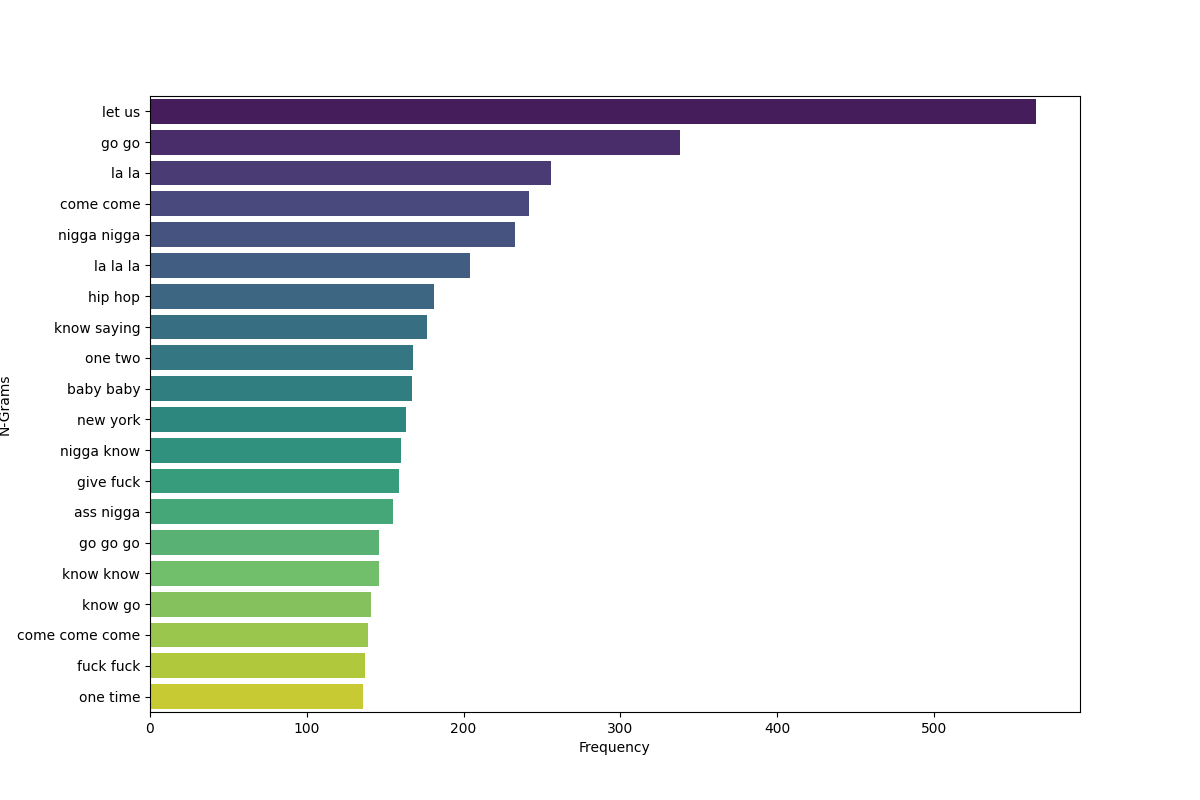 let us
go go
la la
come come
nigga nigga
la la la
hip hop
know saying
one two
baby baby
new york
nigga know
give fuck
ass nigga
go go go
know know
know go
come come come
fuck fuck
one time
N-Grams
0 100 200 300 400 500
Frequency